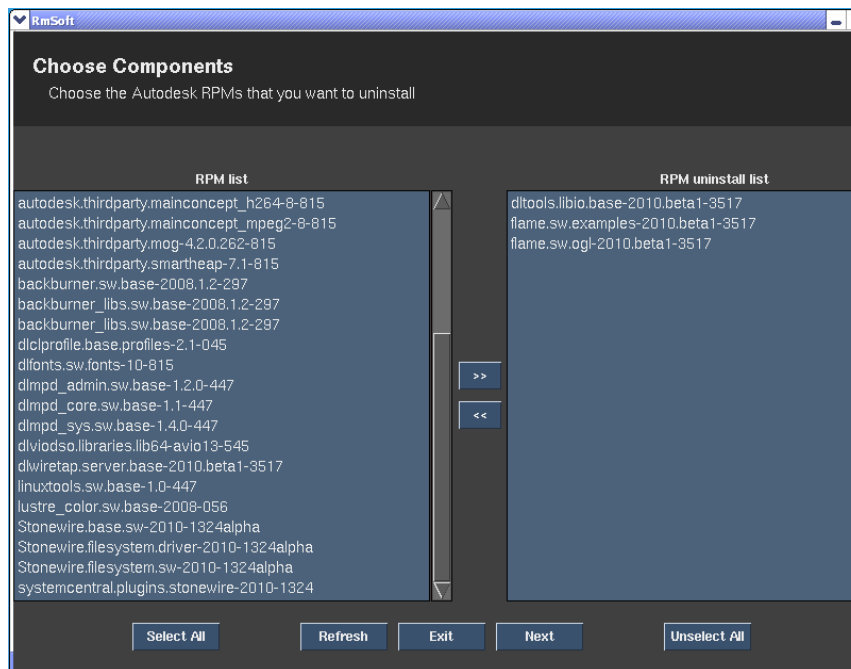 RmSoft
Choose Components
Choose the Autodesk RPMs that you want to uninstall
RPM list
autodesk.thirdparty.mainconcept_h264-8-815
autodesk.thirdparty.mainconcept_mpeg2-8-815
autodesk.thirdparty.mog-4.2.0.262-815
autodesk.thirdparty.smartheap-7.1-815
backburner.sw.base-2008.1.2-297
backburner_libs.sw.base-2008.1.2-297
backburner_libs.sw.base-2008.1.2-297
dlclprofile.base.profiles-2.1-045
dlfonts.sw.fonts-10-815
dlmpd_admin.sw.base-1.2.0-447
dlmpd_core.sw.base-1.1-447
dlmpd_sys.sw.base-1.4.0-447
dlviodso.libraries.lib64-avio13-545
dlwiretap.server.base-2010.beta1-3517
linuxtools.sw.base-1.0-447
lustre_color.sw.base-2008-056
Stonewire.base.sw-2010-1324alpha
Stonewire.filesystem.driver-2010-1324alpha
Stonewire.filesystem.sw-2010-1324alpha
systemcentral.plugins.stonewire-2010-1324
>>
<<
RPM uninstall list
dltools.libio.base-2010.beta1-3517
flame.sw.examples-2010.beta1-3517
flame.sw.ogl-2010.beta1-3517
Select All
Refresh
Exit
Next
Unselect All